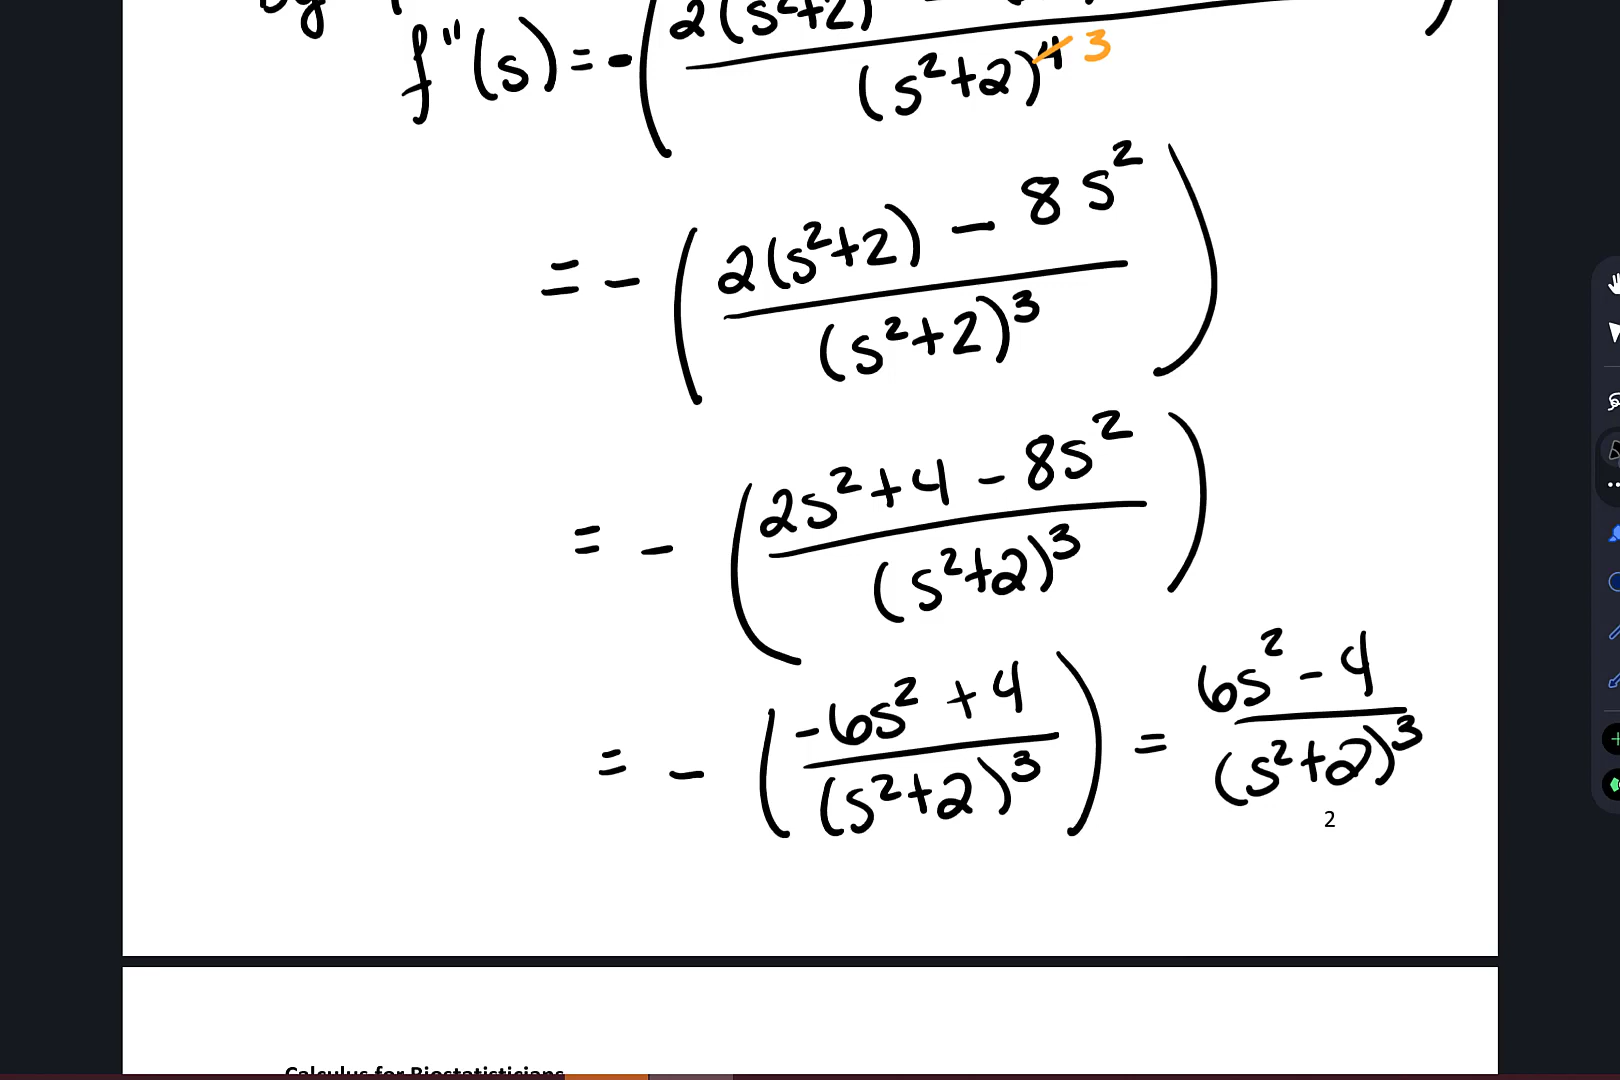 by
f''(s) = - ( 2(s²+2) / (s²+2)⁴ 3 )
= - ( 2(s²+2) - 8s² / (s²+2)³ )
= - ( 2s²+4 - 8s² / (s²+2)³ )
= - ( -6s² + 4 / (s²+2)³ ) = 6s² - 4 / (s²+2)³
2
Calculus for Biostatisticians